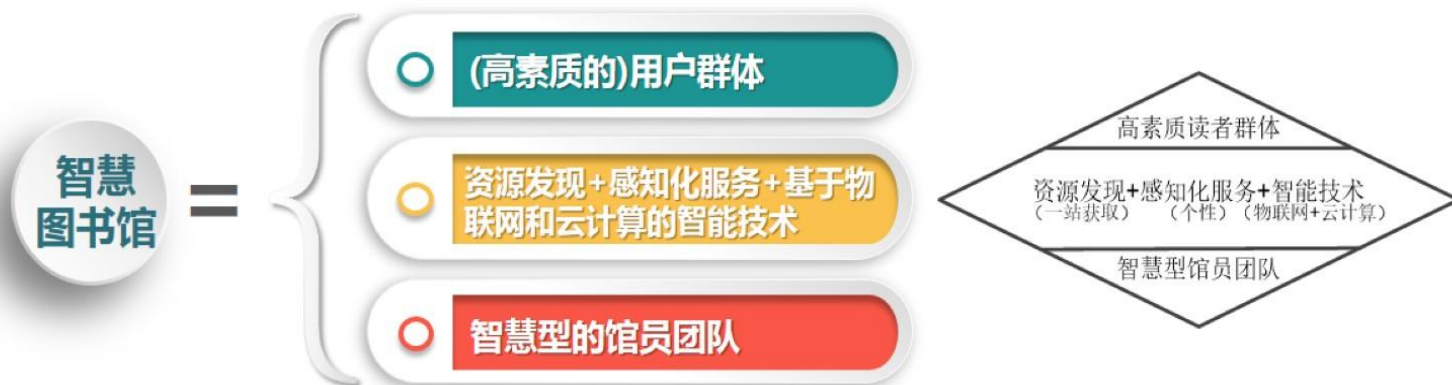 智慧
图书馆
=
(高素质的)用户群体
资源发现+感知化服务+基于物
联网和云计算的智能技术
智慧型的馆员团队
高素质读者群体
资源发现+感知化服务+智能技术
（一站获取） （个性）（物联网+云计算）
智慧型馆员团队